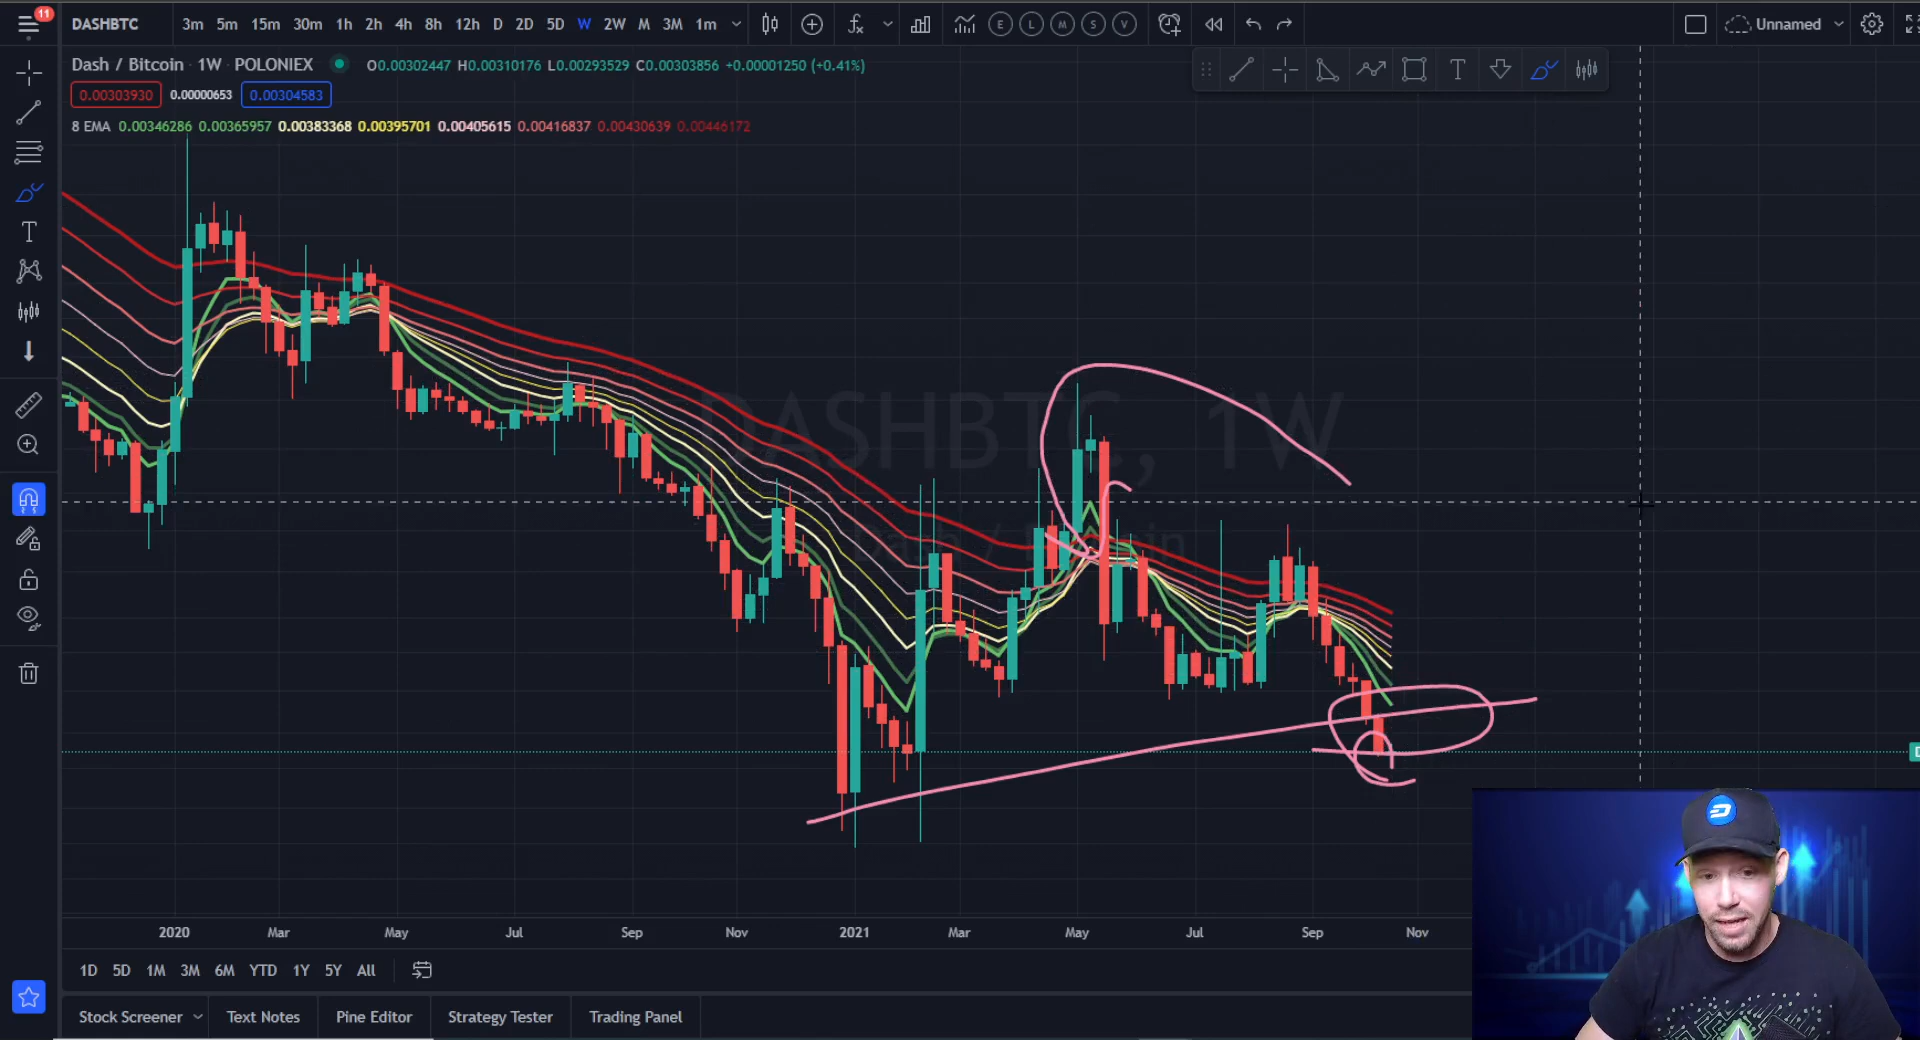 11
DASHBTC 3m 5m 15m 30m 1h 2h 4h 8h 12h D 2D 5D W 2W M 3M 1m E L M S V Unnamed
Dash / Bitcoin · 1W · POLONIEX O0.00302447 H0.00310176 L0.00293529 C0.00303856 +0.00001250 (+0.41%)
0.00303930 0.00000653 0.00304583
8 EMA 0.00346286 0.00365957 0.00383368 0.00395701 0.00405615 0.00416837 0.00430639 0.00446172
DASHBTC, 1W
Dash / Bitcoin
2020 Mar May Jul Sep Nov 2021 Mar May Jul Sep Nov
1D 5D 1M 3M 6M YTD 1Y 5Y All
Stock Screener Text Notes Pine Editor Strategy Tester Trading Panel